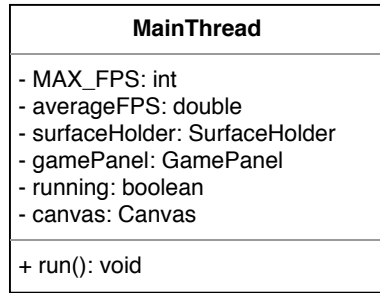 MainThread
- MAX_FPS: int
- averageFPS: double
- surfaceHolder: SurfaceHolder
- gamePanel: GamePanel
- running: boolean
- canvas: Canvas
+ run(): void